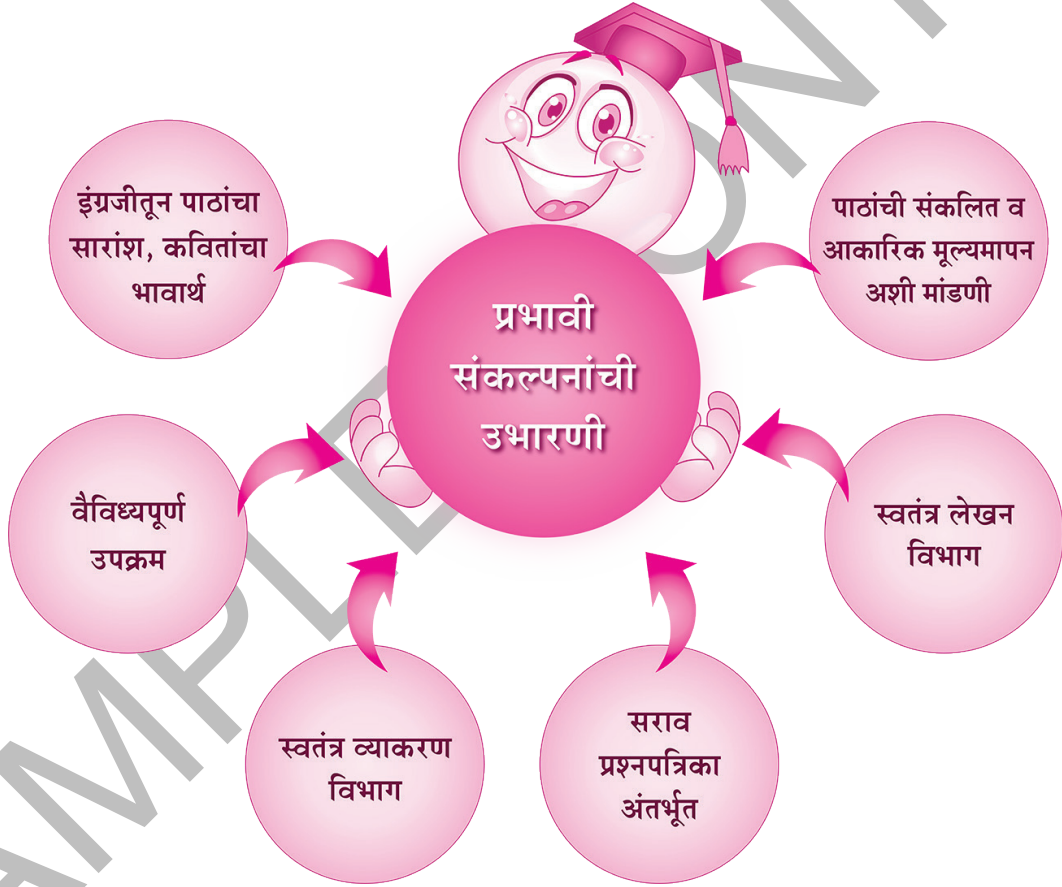 इंग्रजीतून पाठांचा
सारांश, कवितांचा
भावार्थ
पाठांची संकलित व
आकारिक मूल्यमापन
अशी मांडणी
प्रभावी
संकल्पनांची
उभारणी
वैविध्यपूर्ण
उपक्रम
स्वतंत्र लेखन
विभाग
स्वतंत्र व्याकरण
विभाग
सराव
प्रश्नपत्रिका
अंतर्भूत